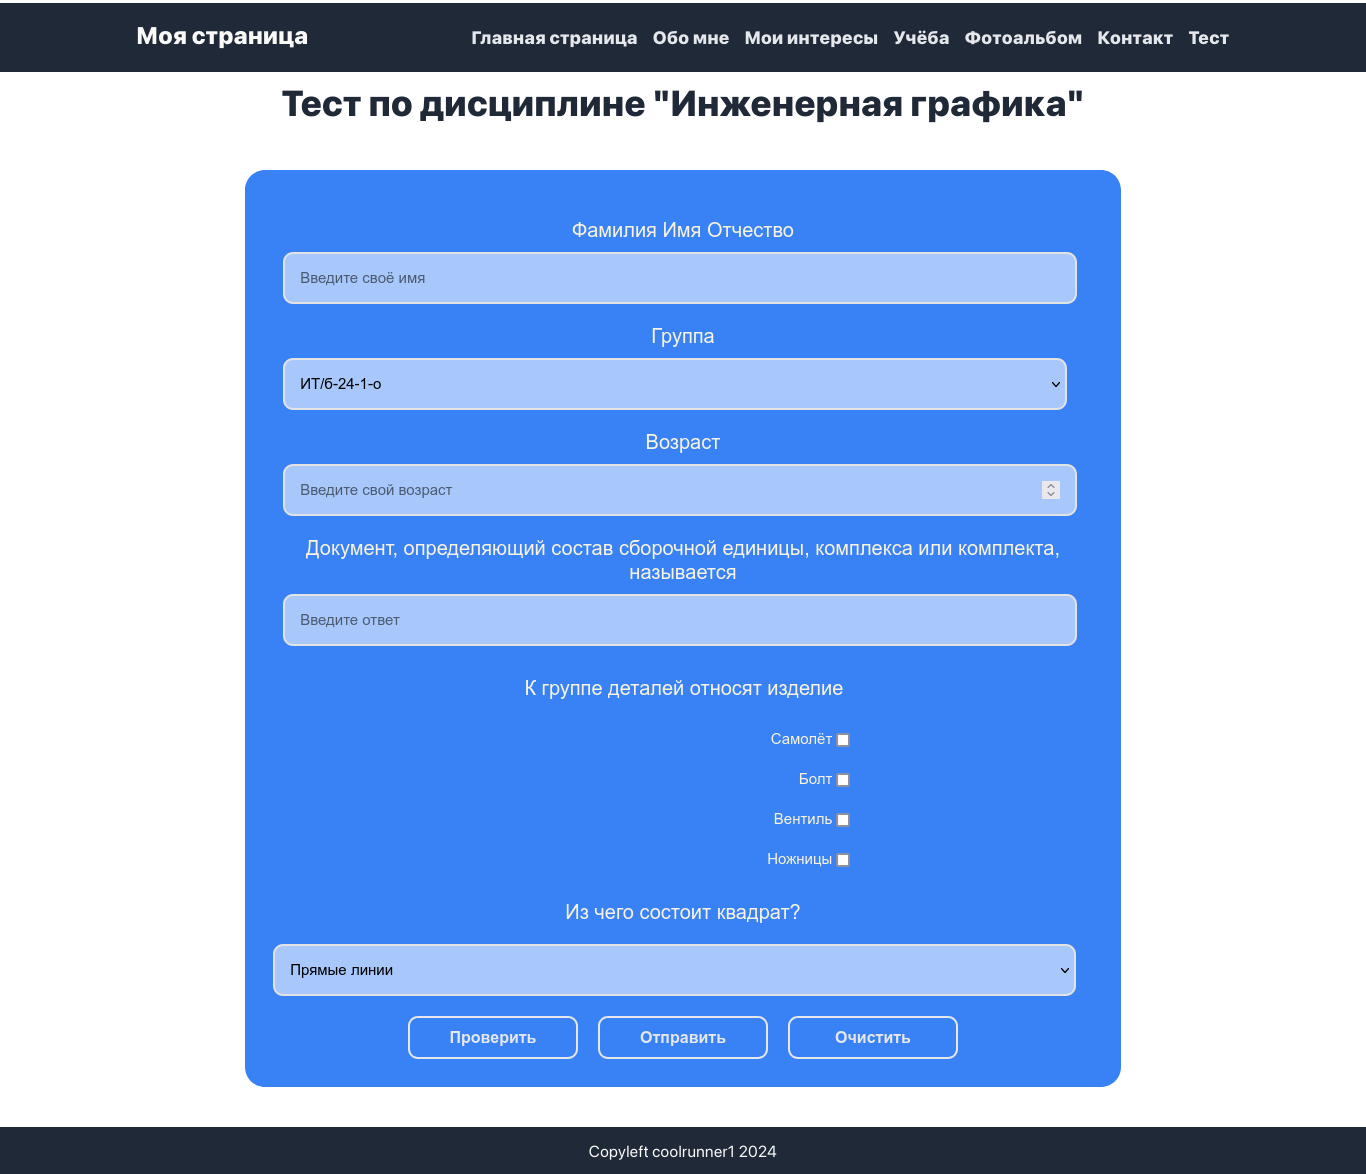 Моя страница
Главная страница Обо мне Мои интересы Учёба Фотоальбом Контакт Тест
Тест по дисциплине "Инженерная графика"
Фамилия Имя Отчество
Введите своё имя
Группа
ИТ/б-24-1-о
Возраст
Введите свой возраст
Документ, определяющий состав сборочной единицы, комплекса или комплекта,
называется
Введите ответ
К группе деталей относят изделие
Самолёт
Болт
Вентиль
Ножницы
Из чего состоит квадрат?
Прямые линии
Проверить Отправить Очистить
Copyleft coolrunner1 2024